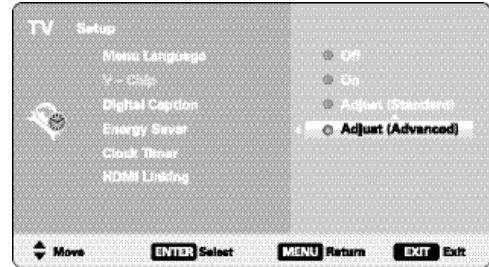 TV Setup
Menu Language
Off
V - Chip
On
Digital Caption
Adjust (Standard)
Energy Saver
Adjust (Advanced)
Clock Timer
HDMI Linking
Move ENTER Select MENU Return EXIT Exit